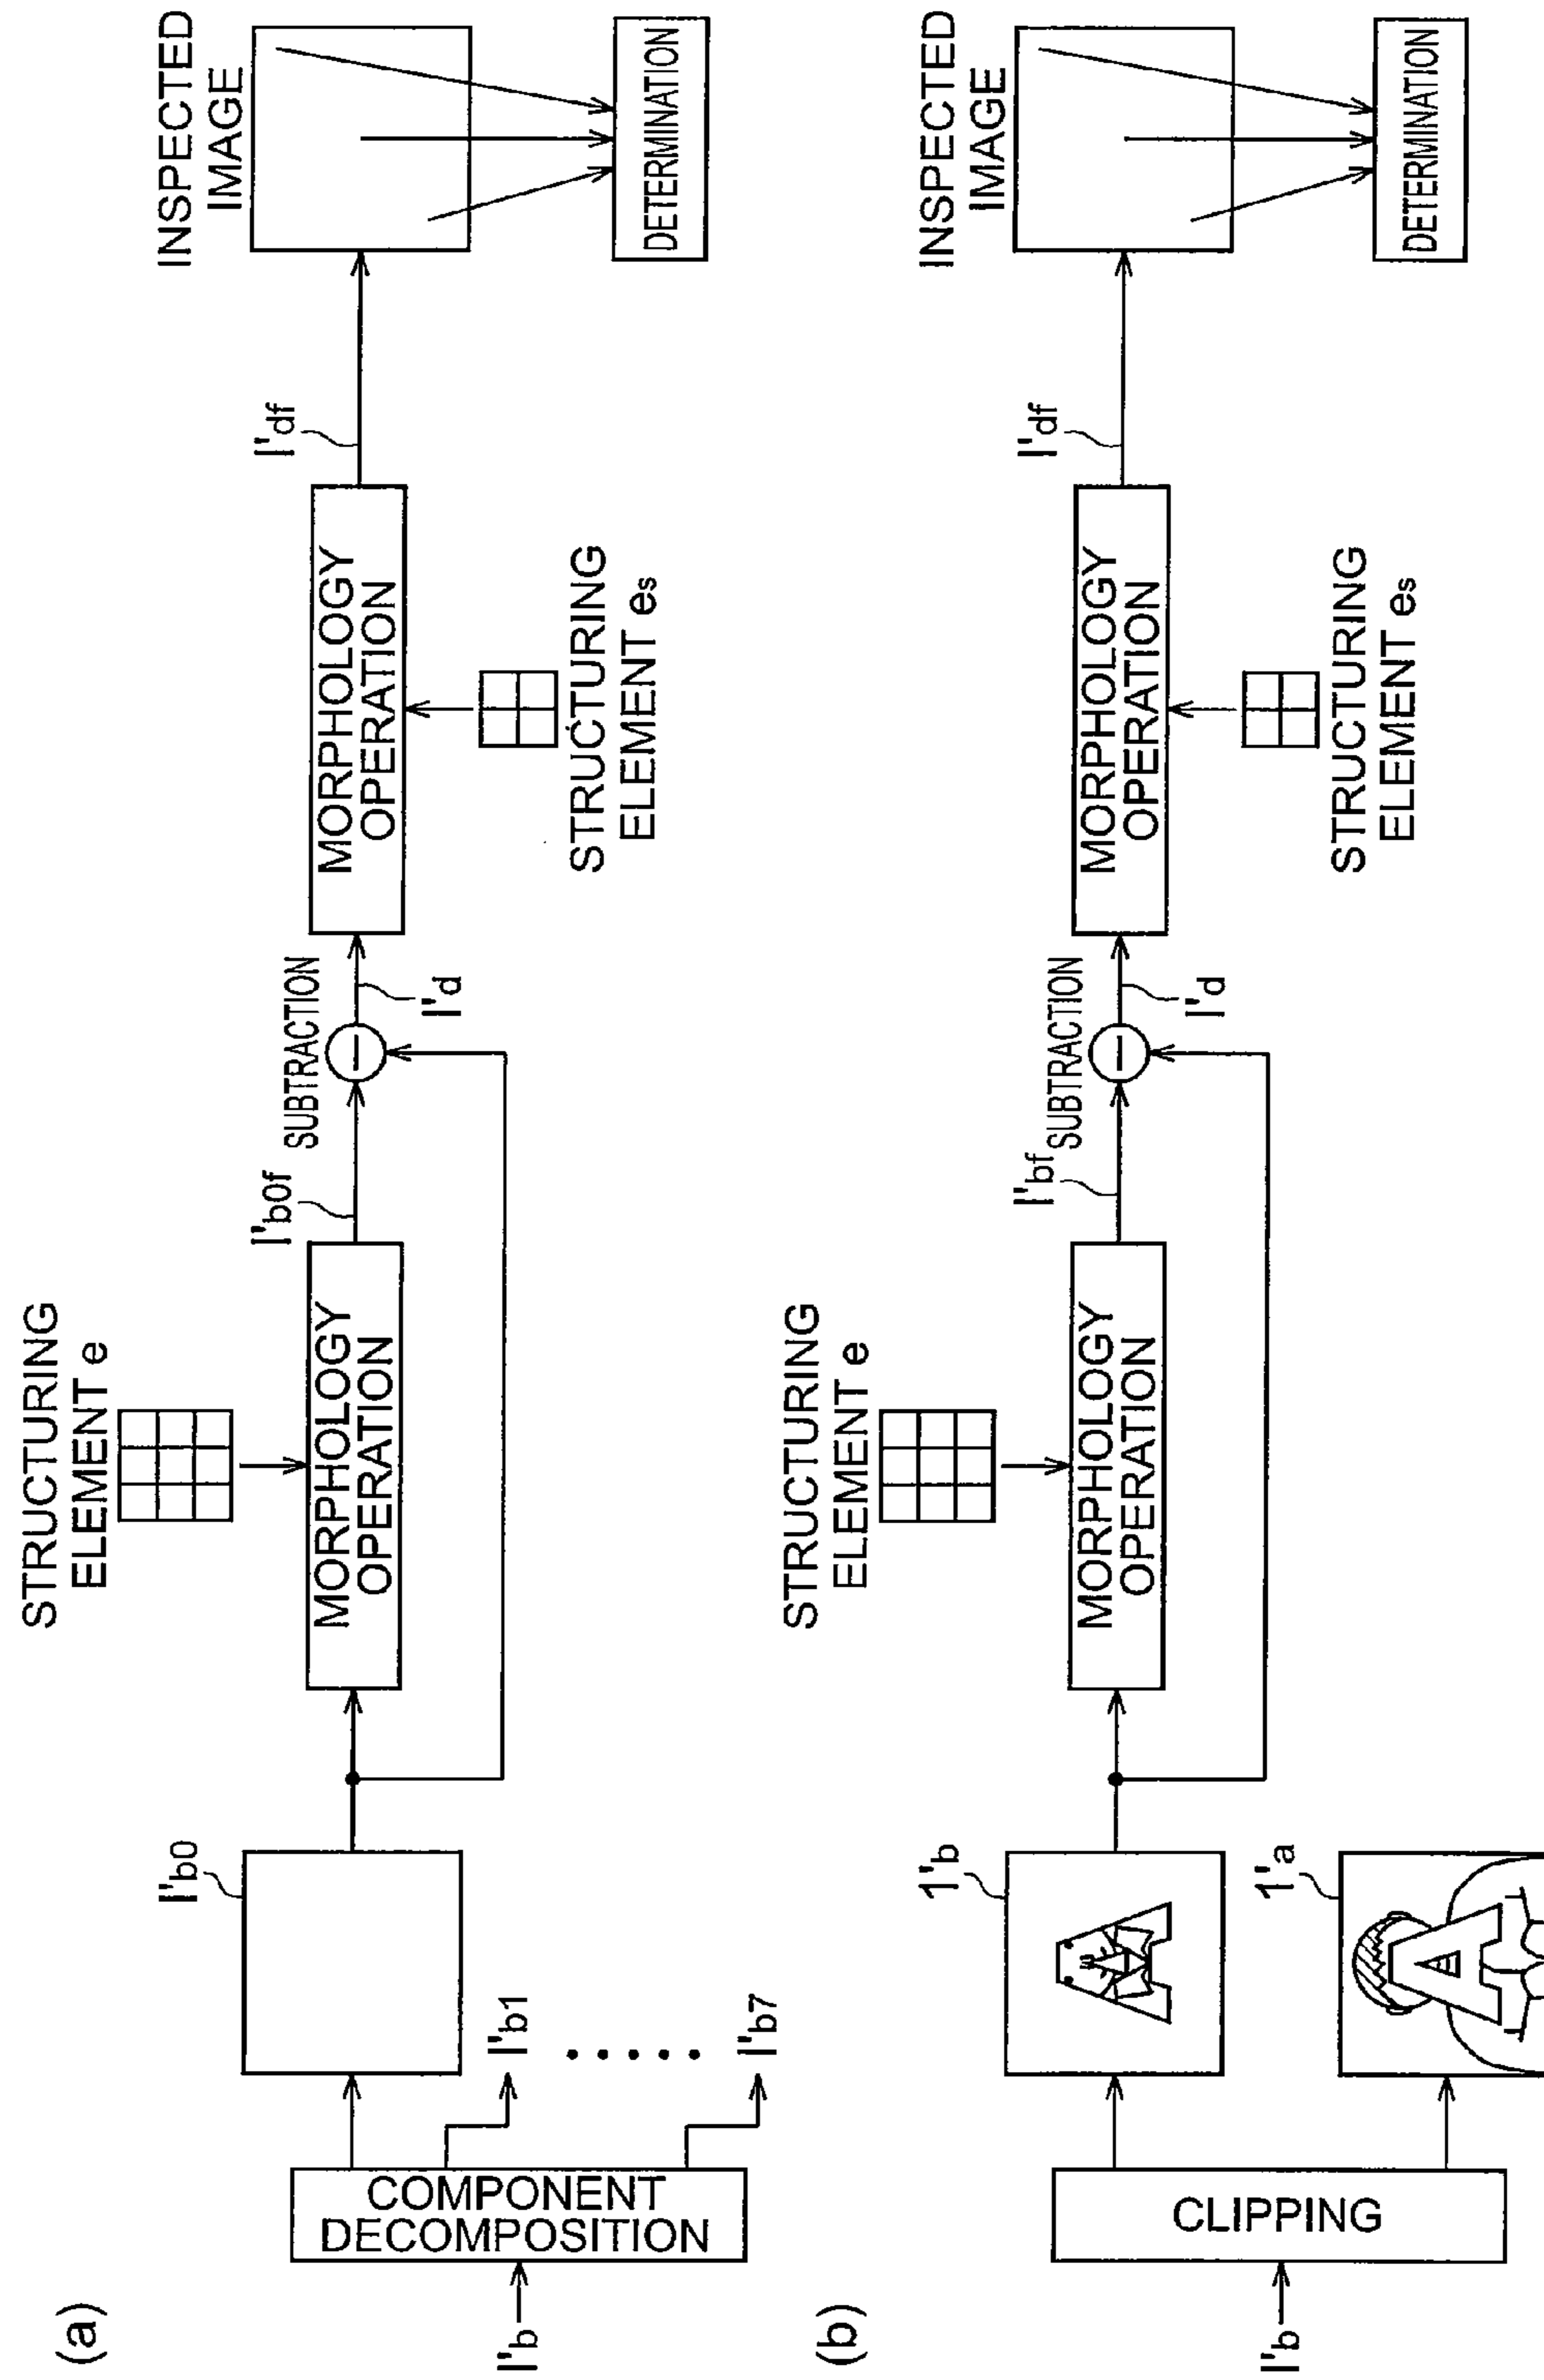 (a)
I'b
COMPONENT
DECOMPOSITION
I'b0
I'b1
I'b7
STRUCTURING
ELEMENT e
MORPHOLOGY
OPERATION
I'b0f
SUBTRACTION
I'd
MORPHOLOGY
OPERATION
STRUCTURING
ELEMENT es
I'df
INSPECTED
IMAGE
DETERMINATION
(b)
I'b
CLIPPING
1'b
1'a
A
STRUCTURING
ELEMENT e
MORPHOLOGY
OPERATION
I'bf
SUBTRACTION
I'd
MORPHOLOGY
OPERATION
STRUCTURING
ELEMENT es
I'df
INSPECTED
IMAGE
DETERMINATION